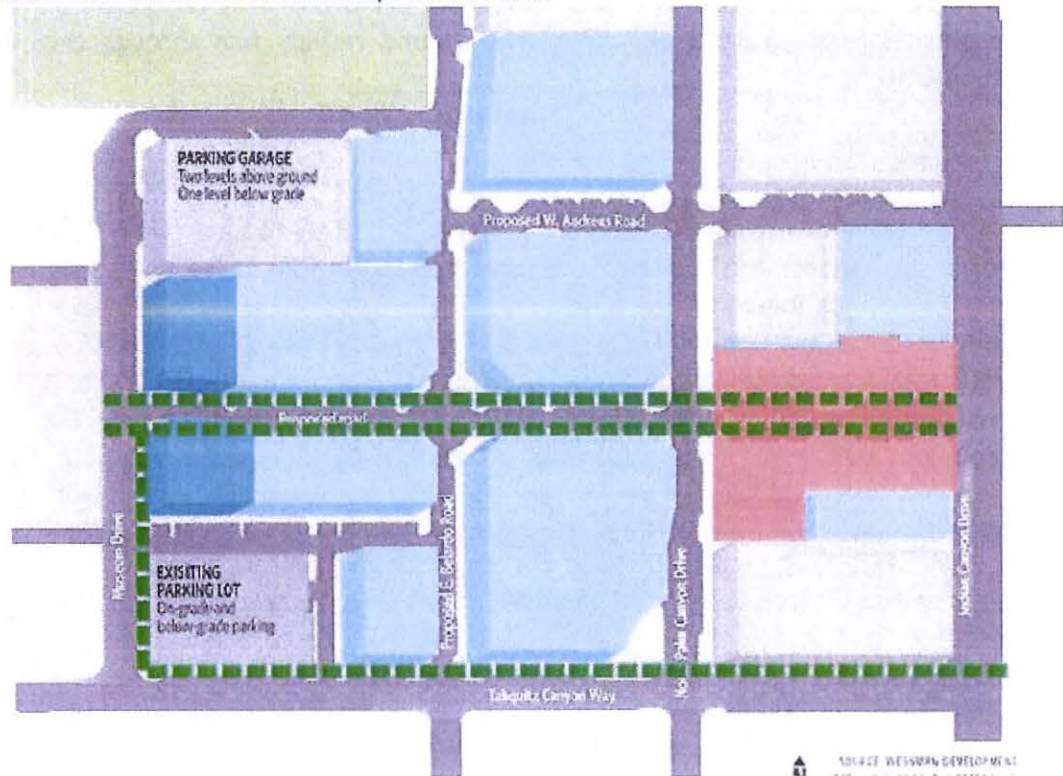 PARKING GARAGE
Two levels above ground
One level below grade
Proposed W. Andreas Road
Proposed road
Museum Drive
Proposed E. Belardo Road
Palm Canyon Drive
Indian Canyon Drive
EXISITING
PARKING LOT
On-grade and
below-grade parking
Tahquitz Canyon Way
SOURCE WESSMAN DEVELOPMENT